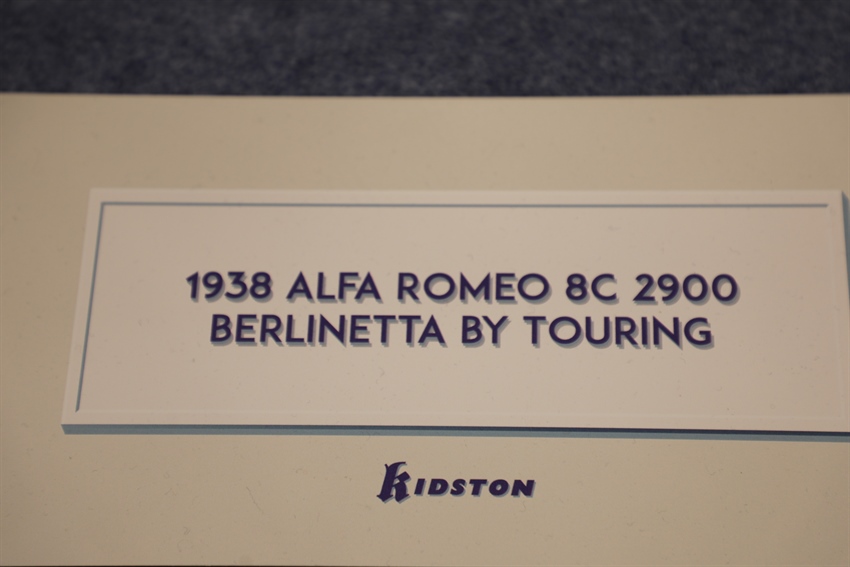 1938 ALFA ROMEO 8C 2900
BERLINETTA BY TOURING
KIDSTON